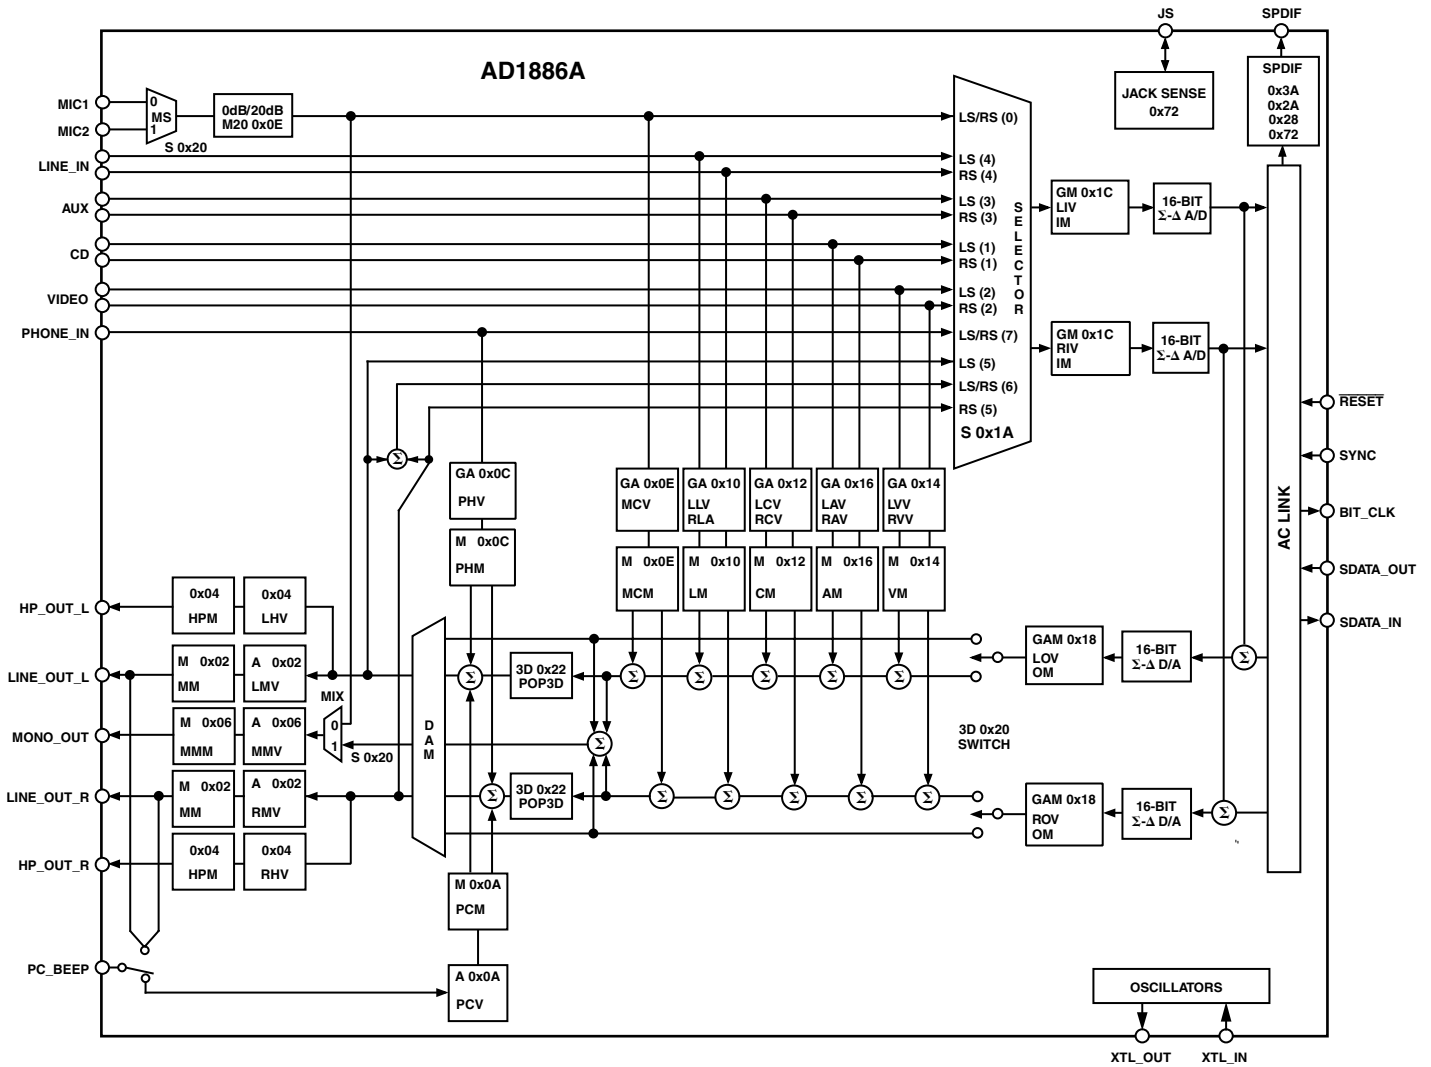 JS
SPDIF
AD1886A
MIC1
MIC2
0
MS
1
S 0x20
0dB/20dB
M20 0x0E
LINE_IN
AUX
CD
VIDEO
PHONE_IN
LS/RS (0)
LS (4)
RS (4)
LS (3)
RS (3)
LS (1)
RS (1)
LS (2)
RS (2)
LS/RS (7)
LS (5)
LS/RS (6)
RS (5)
S 0x1A
S
E
L
E
C
T
O
R
JACK SENSE
0x72
SPDIF
0x3A
0x2A
0x28
0x72
GM 0x1C
LIV
IM
16-BIT
Σ-Δ A/D
GM 0x1C
RIV
IM
16-BIT
Σ-Δ A/D
AC LINK
RESET
SYNC
BIT_CLK
SDATA_OUT
SDATA_IN
Σ
GA 0x0C
PHV
M 0x0C
PHM
GA 0x0E
MCV
GA 0x10
LLV
RLA
GA 0x12
LCV
RCV
GA 0x16
LAV
RAV
GA 0x14
LVV
RVV
M 0x0E
MCM
M 0x10
LM
M 0x12
CM
M 0x16
AM
M 0x14
VM
HP_OUT_L
0x04
HPM
0x04
LHV
LINE_OUT_L
M 0x02
MM
A 0x02
LMV
MONO_OUT
M 0x06
MMM
A 0x06
MMV
MIX
0
1
S 0x20
LINE_OUT_R
M 0x02
MM
A 0x02
RMV
HP_OUT_R
0x04
HPM
0x04
RHV
D
A
M
Σ
3D 0x22
POP3D
Σ
Σ
Σ
Σ
Σ
Σ
3D 0x20
SWITCH
Σ
3D 0x22
POP3D
Σ
Σ
Σ
Σ
Σ
GAM 0x18
LOV
OM
16-BIT
Σ-Δ D/A
Σ
GAM 0x18
ROV
OM
16-BIT
Σ-Δ D/A
Σ
M 0x0A
PCM
PC_BEEP
A 0x0A
PCV
OSCILLATORS
XTL_OUT
XTL_IN